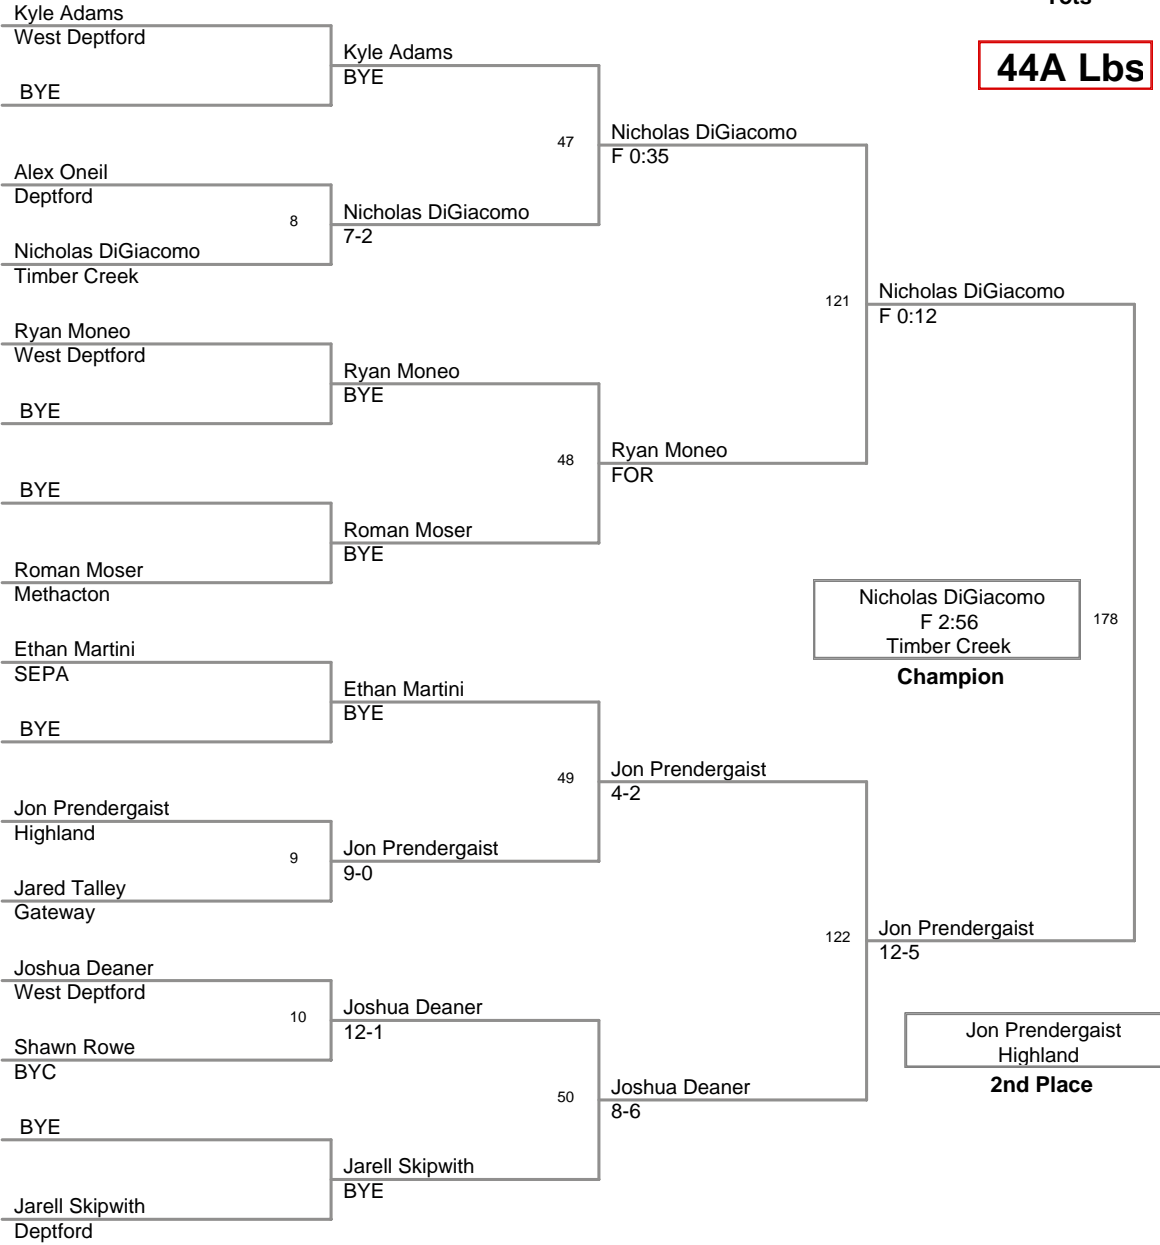 Kyle Adams
West Deptford
BYE
Alex Oneil
Deptford
8
Nicholas DiGiacomo
Timber Creek
Ryan Moneo
West Deptford
BYE
BYE
Roman Moser
Methacton
Ethan Martini
SEPA
BYE
Jon Prendergaist
Highland
9
Jared Talley
Gateway
Joshua Deaner
West Deptford
10
Shawn Rowe
BYC
BYE
Jarell Skipwith
Deptford
Kyle Adams
BYE
47
Nicholas DiGiacomo
7-2
Ryan Moneo
BYE
48
Roman Moser
BYE
Ethan Martini
BYE
49
Jon Prendergaist
9-0
Joshua Deaner
12-1
50
Jarell Skipwith
BYE
Nicholas DiGiacomo
F 0:35
121
Ryan Moneo
FOR
Jon Prendergaist
4-2
122
Joshua Deaner
8-6
44A Lbs
Nicholas DiGiacomo
F 0:12
178
Jon Prendergaist
12-5
Nicholas DiGiacomo
F 2:56
Timber Creek
Champion
Jon Prendergaist
Highland
2nd Place